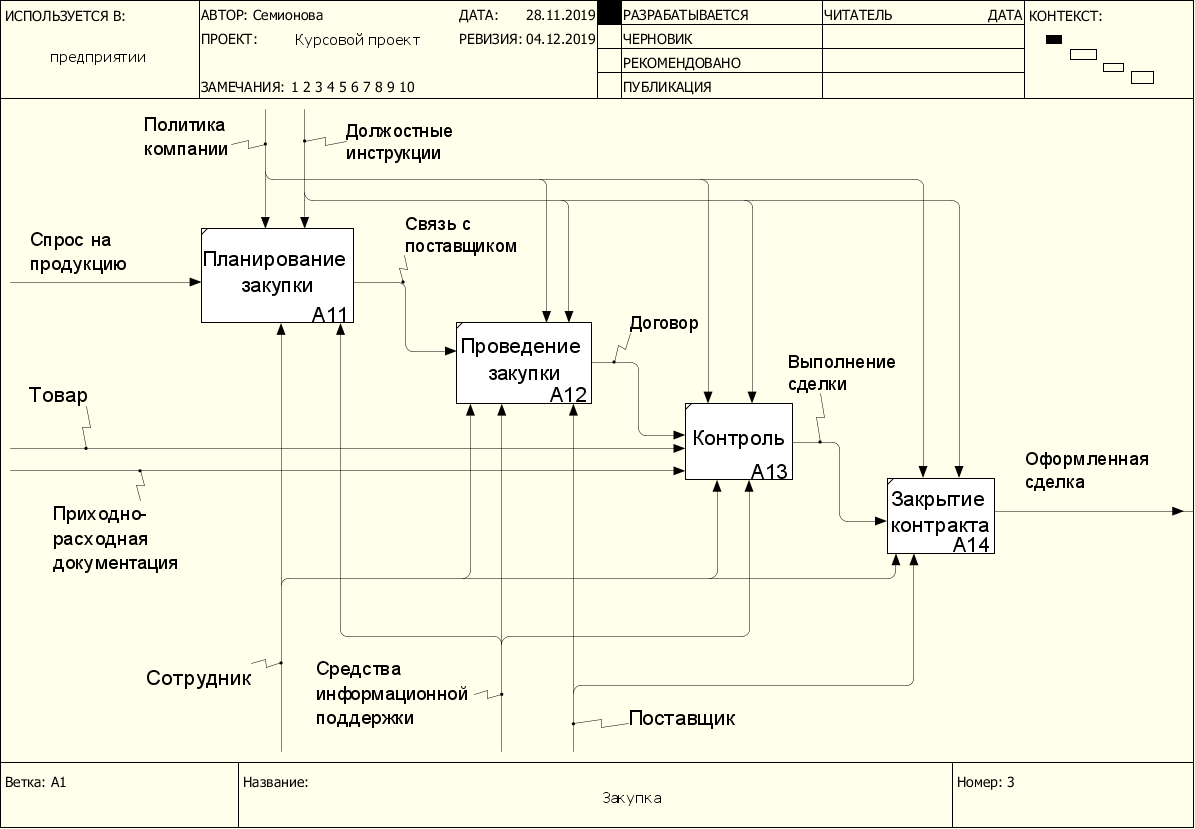 ИСПОЛЬЗУЕТСЯ В:
предприятии
АВТОР: Семионова
ДАТА: 28.11.2019
ПРОЕКТ: Курсовой проект
РЕВИЗИЯ: 04.12.2019
ЗАМЕЧАНИЯ: 1 2 3 4 5 6 7 8 9 10
РАЗРАБАТЫВАЕТСЯ
ЧЕРНОВИК
РЕКОМЕНДОВАНО
ПУБЛИКАЦИЯ
ЧИТАТЕЛЬ
ДАТА
КОНТЕКСТ:
Политика
компании
Должостные
инструкции
Спрос на
продукцию
Планирование
закупки
A11
Связь с
поставщиком
Проведение
закупки
A12
Договор
Товар
Выполнение
сделки
Контроль
A13
Приходно-
расходная
документация
Закрытие
контракта
A14
Оформленная
сделка
Сотрудник
Средства
информационной
поддержки
Поставщик
Ветка: A1
Название:
Закупка
Номер: 3